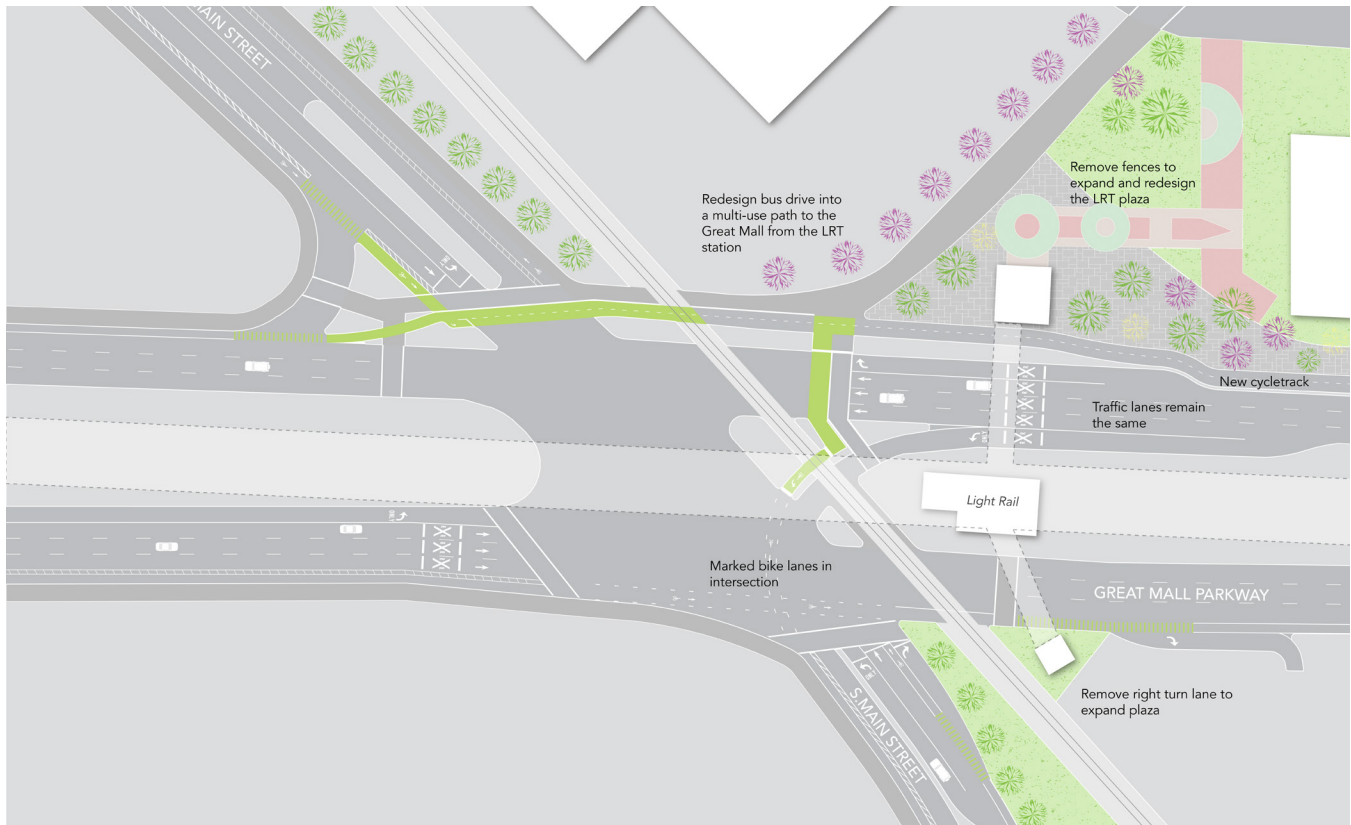 MAIN STREET
Remove fences to
expand and redesign
the LRT plaza
Redesign bus drive into
a multi-use path to the
Great Mall from the LRT
station
New cycletrack
Traffic lanes remain
the same
Light Rail
Marked bike lanes in
intersection
GREAT MALL PARKWAY
Remove right turn lane to
expand plaza
S.MAIN STREET